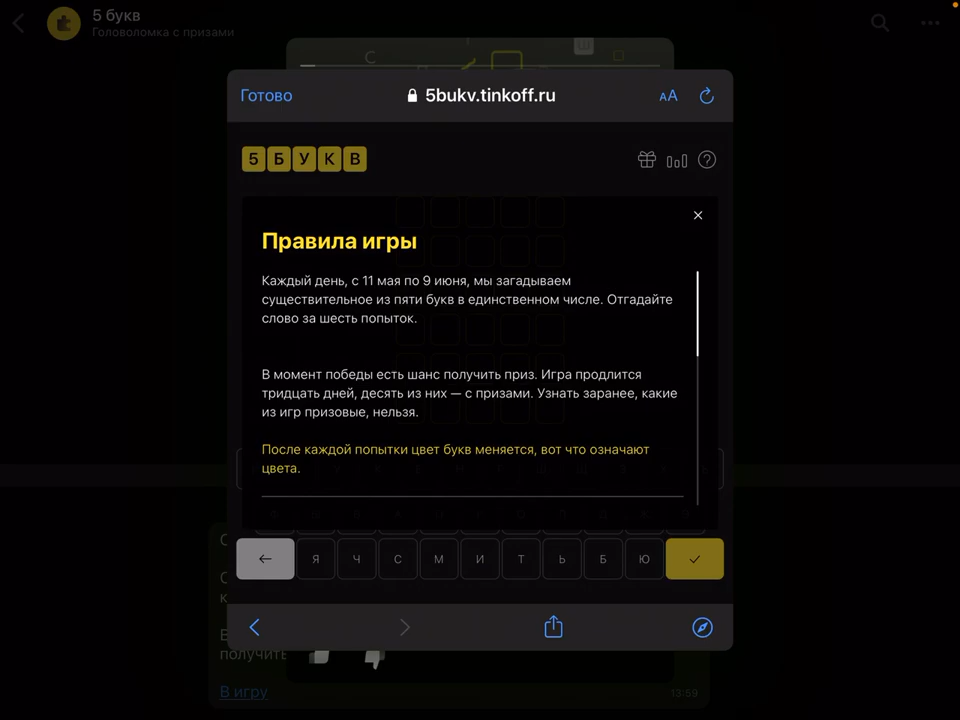 5 букв
Головоломка с призами
Готово
5bukv.tinkoff.ru
AA
5 Б У К В
Правила игры
Каждый день, с 11 мая по 9 июня, мы загадываем
существительное из пяти букв в единственном числе. Отгадайте
слово за шесть попыток.
В момент победы есть шанс получить приз. Игра продлится
тридцать дней, десять из них — с призами. Узнать заранее, какие
из игр призовые, нельзя.
После каждой попытки цвет букв меняется, вот что означают
цвета.
Я Ч С М И Т Ь Б Ю
получить
В игру
13:59